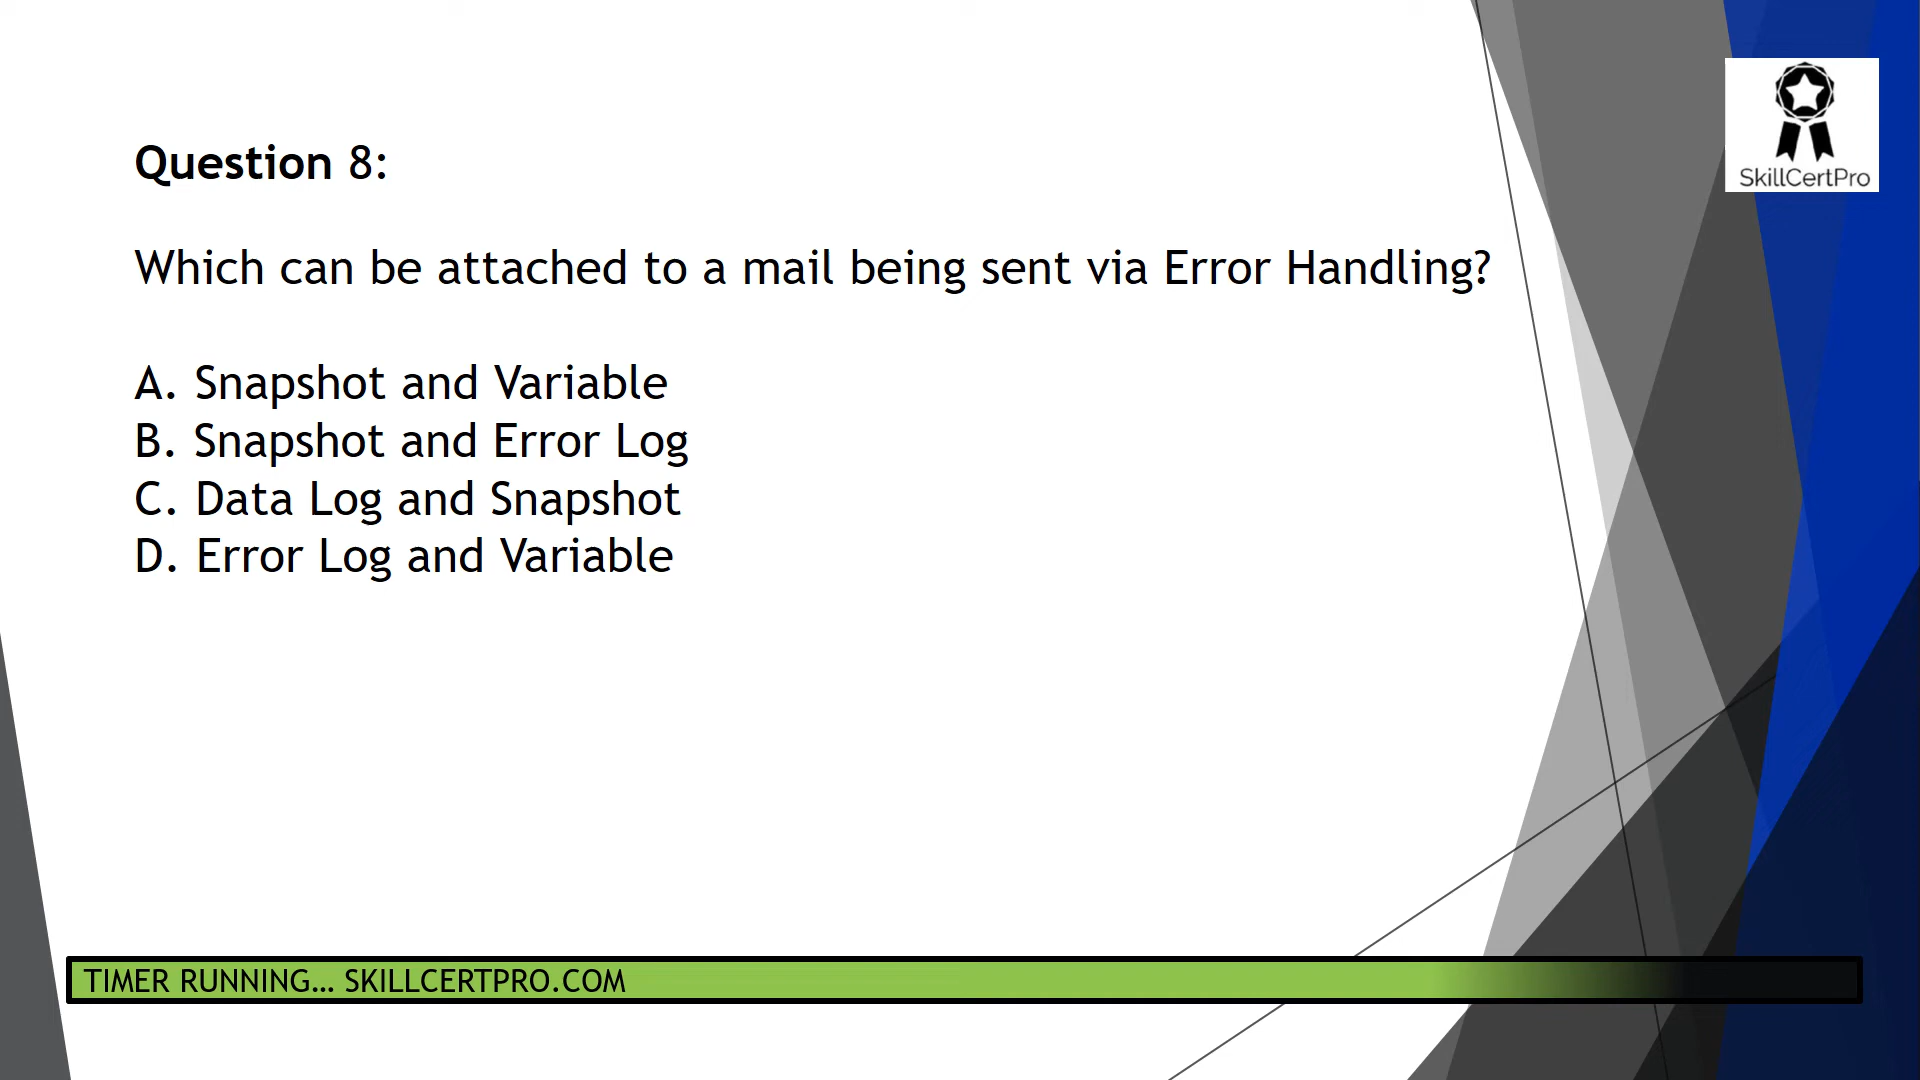 SkillCertPro
Question 8:
Which can be attached to a mail being sent via Error Handling?
A. Snapshot and Variable
B. Snapshot and Error Log
C. Data Log and Snapshot
D. Error Log and Variable
TIMER RUNNING... SKILLCERTPRO.COM